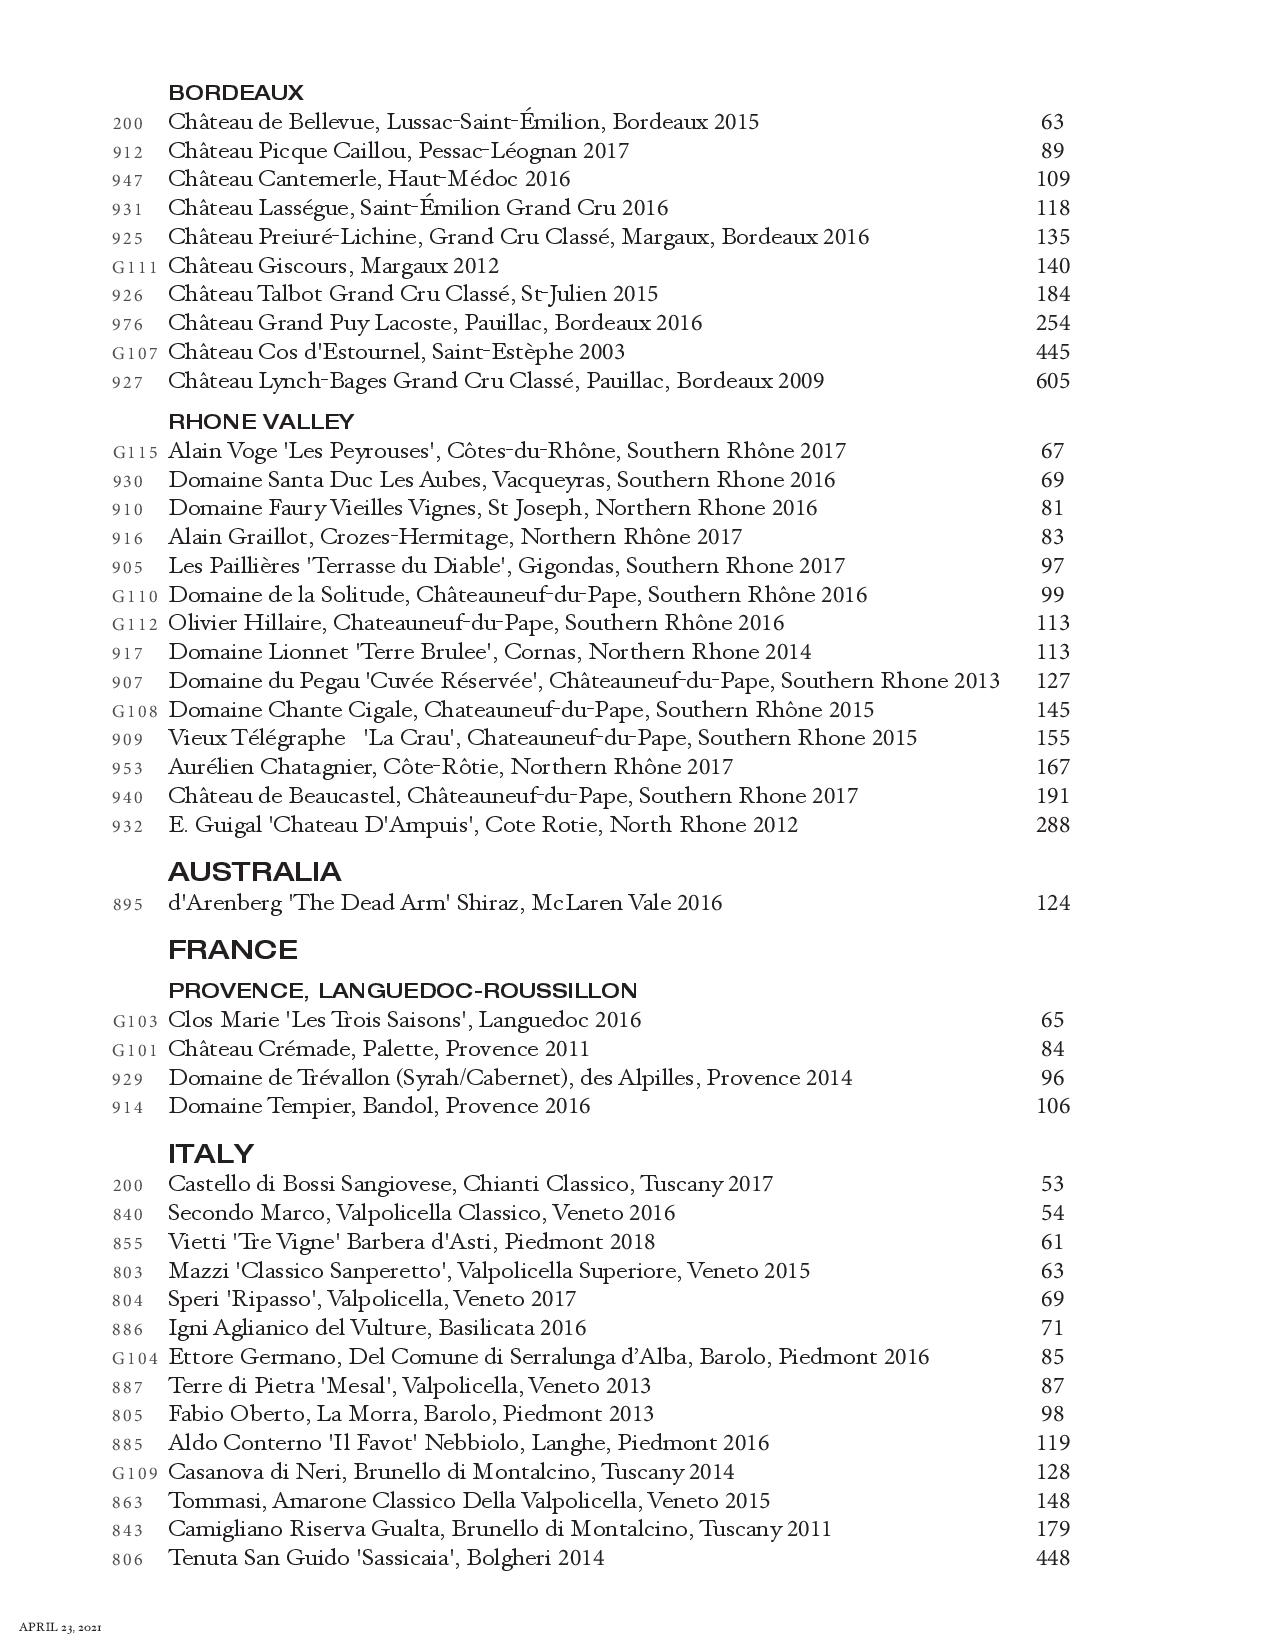 BORDEAUX
200 Château de Bellevue, Lussac-Saint-Émilion, Bordeaux 2015 63
912 Château Picque Caillou, Pessac-Léognan 2017 89
947 Château Cantemerle, Haut-Médoc 2016 109
931 Château Lasségue, Saint-Émilion Grand Cru 2016 118
925 Château Preiuré-Lichine, Grand Cru Classé, Margaux, Bordeaux 2016 135
G111 Château Giscours, Margaux 2012 140
926 Château Talbot Grand Cru Classé, St-Julien 2015 184
976 Château Grand Puy Lacoste, Pauillac, Bordeaux 2016 254
G107 Château Cos d'Estournel, Saint-Estèphe 2003 445
927 Château Lynch-Bages Grand Cru Classé, Pauillac, Bordeaux 2009 605
RHONE VALLEY
G115 Alain Voge 'Les Peyrouses', Côtes-du-Rhône, Southern Rhône 2017 67
930 Domaine Santa Duc Les Aubes, Vacqueyras, Southern Rhone 2016 69
910 Domaine Faury Vieilles Vignes, St Joseph, Northern Rhone 2016 81
916 Alain Graillot, Crozes-Hermitage, Northern Rhône 2017 83
905 Les Paillières 'Terrasse du Diable', Gigondas, Southern Rhone 2017 97
G110 Domaine de la Solitude, Châteauneuf-du-Pape, Southern Rhône 2016 99
G112 Olivier Hillaire, Chateauneuf-du-Pape, Southern Rhône 2016 113
917 Domaine Lionnet 'Terre Brulee', Cornas, Northern Rhone 2014 113
907 Domaine du Pegau 'Cuvée Réservée', Châteauneuf-du-Pape, Southern Rhone 2013 127
G108 Domaine Chante Cigale, Chateauneuf-du-Pape, Southern Rhône 2015 145
909 Vieux Télégraphe 'La Crau', Chateauneuf-du-Pape, Southern Rhone 2015 155
953 Aurélien Chatagnier, Côte-Rôtie, Northern Rhône 2017 167
940 Château de Beaucastel, Châteauneuf-du-Pape, Southern Rhone 2017 191
932 E. Guigal 'Chateau D'Ampuis', Cote Rotie, North Rhone 2012 288
AUSTRALIA
895 d'Arenberg 'The Dead Arm' Shiraz, McLaren Vale 2016 124
FRANCE
PROVENCE, LANGUEDOC-ROUSSILLON
G103 Clos Marie 'Les Trois Saisons', Languedoc 2016 65
G101 Château Crémade, Palette, Provence 2011 84
929 Domaine de Trévallon (Syrah/Cabernet), des Alpilles, Provence 2014 96
914 Domaine Tempier, Bandol, Provence 2016 106
ITALY
200 Castello di Bossi Sangiovese, Chianti Classico, Tuscany 2017 53
840 Secondo Marco, Valpolicella Classico, Veneto 2016 54
855 Vietti 'Tre Vigne' Barbera d'Asti, Piedmont 2018 61
803 Mazzi 'Classico Sanperetto', Valpolicella Superiore, Veneto 2015 63
804 Speri 'Ripasso', Valpolicella, Veneto 2017 69
886 Igni Aglianico del Vulture, Basilicata 2016 71
G104 Ettore Germano, Del Comune di Serralunga d’Alba, Barolo, Piedmont 2016 85
887 Terre di Pietra 'Mesal', Valpolicella, Veneto 2013 87
805 Fabio Oberto, La Morra, Barolo, Piedmont 2013 98
885 Aldo Conterno 'Il Favot' Nebbiolo, Langhe, Piedmont 2016 119
G109 Casanova di Neri, Brunello di Montalcino, Tuscany 2014 128
863 Tommasi, Amarone Classico Della Valpolicella, Veneto 2015 148
843 Camigliano Riserva Gualta, Brunello di Montalcino, Tuscany 2011 179
806 Tenuta San Guido 'Sassicaia', Bolgheri 2014 448
APRIL 23, 2021